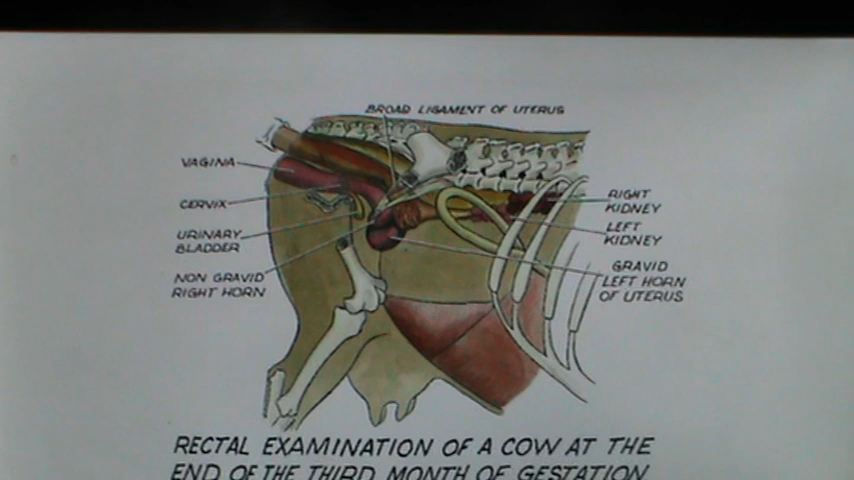 BROAD LIGAMENT OF UTERUS
VAGINA
CERVIX
URINARY
BLADDER
NON GRAVID
RIGHT HORN
RIGHT
KIDNEY
LEFT
KIDNEY
GRAVID
LEFT HORN
OF UTERUS
RECTAL EXAMINATION OF A COW AT THE
END OF THE THIRD MONTH OF GESTATION